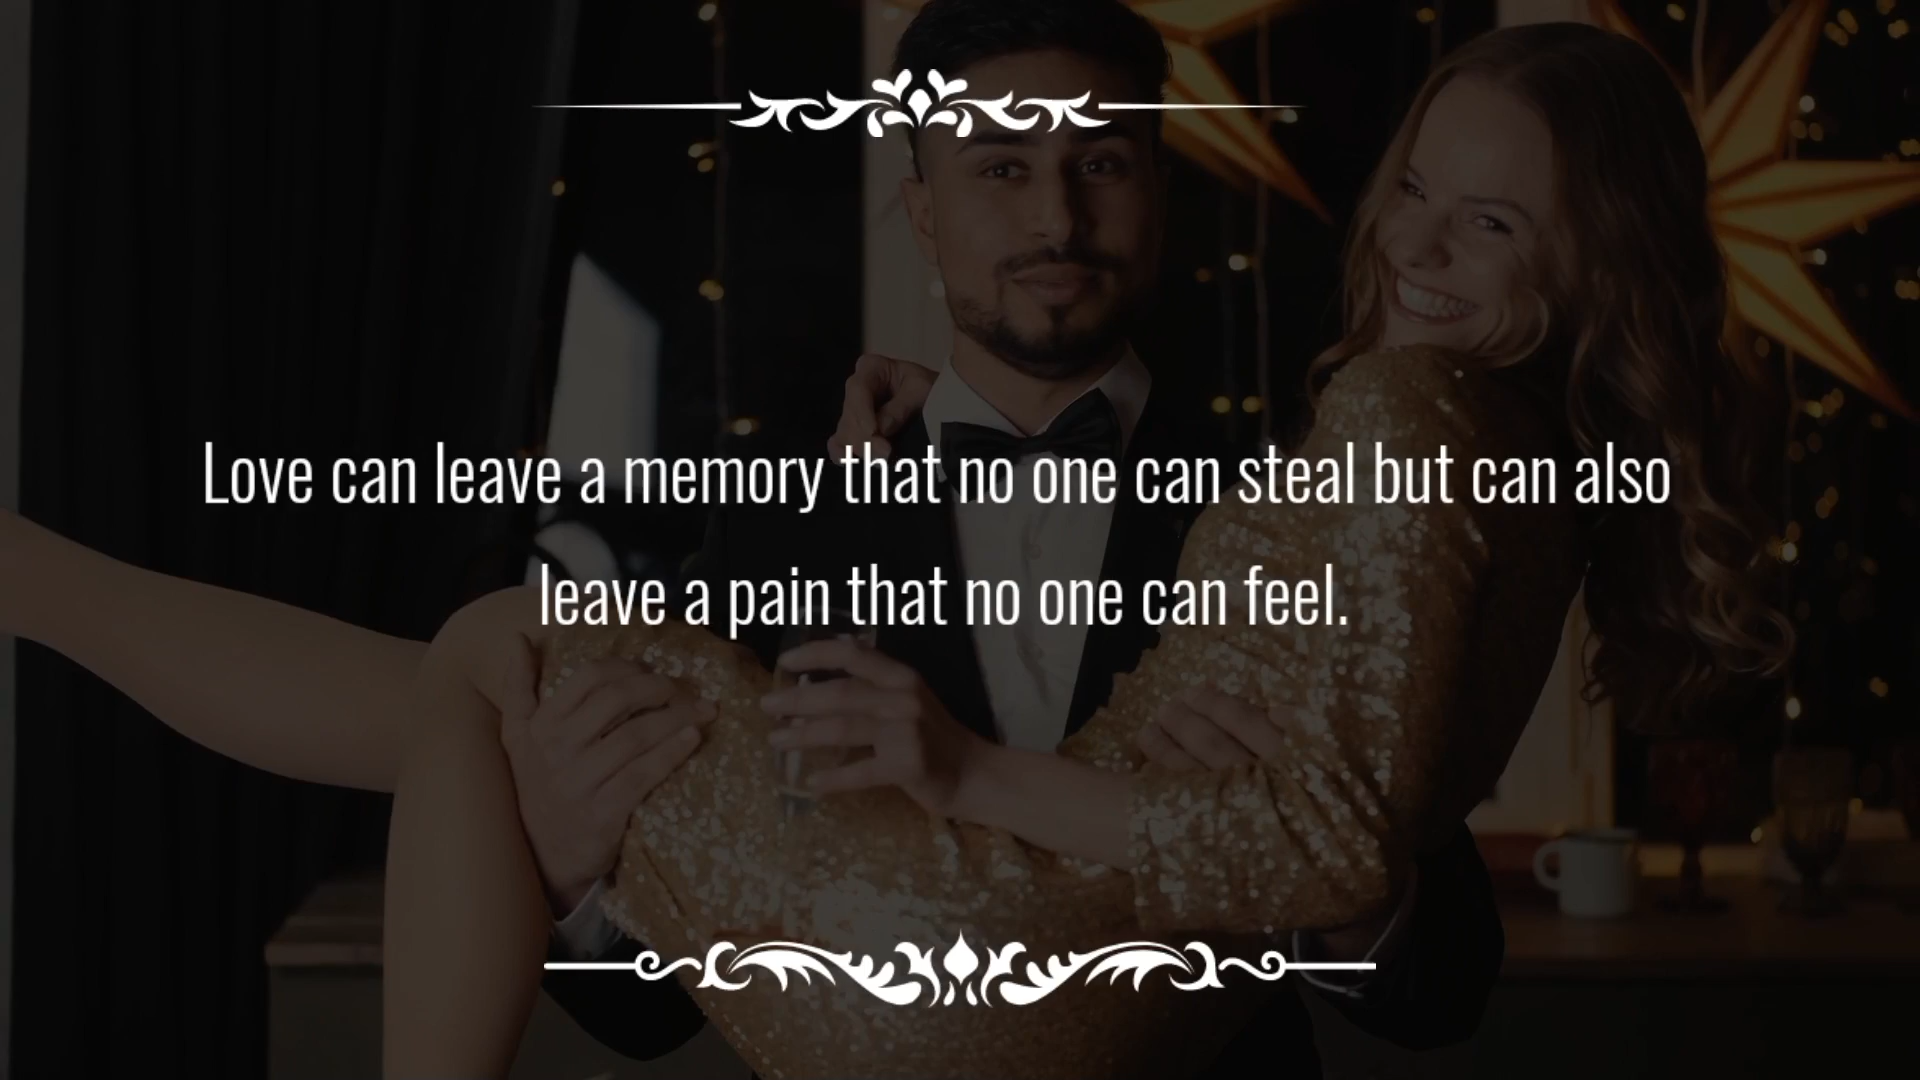 Love can leave a memory that no one can steal but can also
leave a pain that no one can feel.